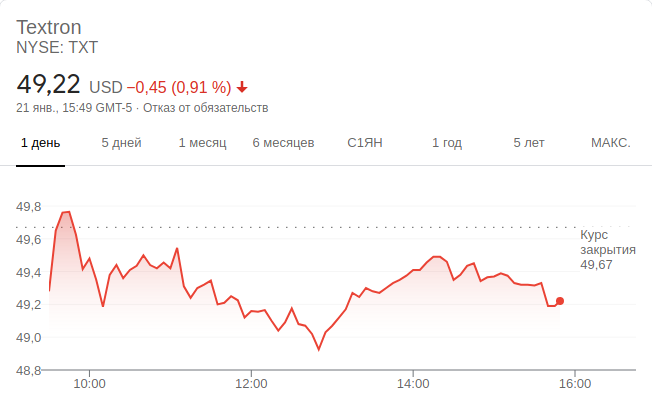 Textron
NYSE: TXT
49,22 USD −0,45 (0,91 %)
21 янв., 15:49 GMT-5 · Отказ от обязательств
1 день 5 дней 1 месяц 6 месяцев С1ЯН 1 год 5 лет МАКС.
49,8
49,6
49,4
49,2
49,0
48,8
Курс
закрытия
49,67
10:00 12:00 14:00 16:00